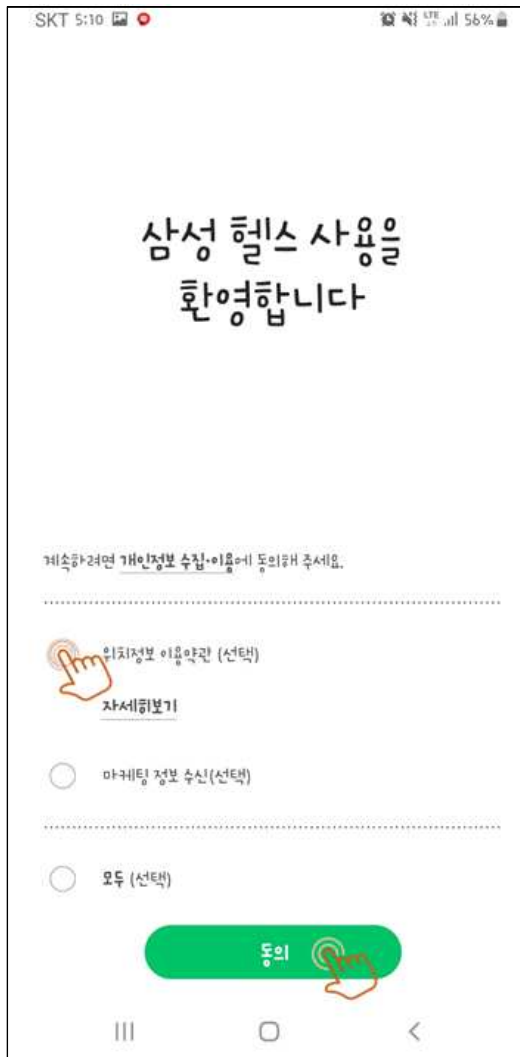 SKT 5:10 LTE 56%
삼성 헬스 사용을
환영합니다
계속하려면 개인정보 수집·이용에 동의해 주세요.
위치정보 이용약관 (선택)
자세히보기
마케팅 정보 수신(선택)
모두 (선택)
동의